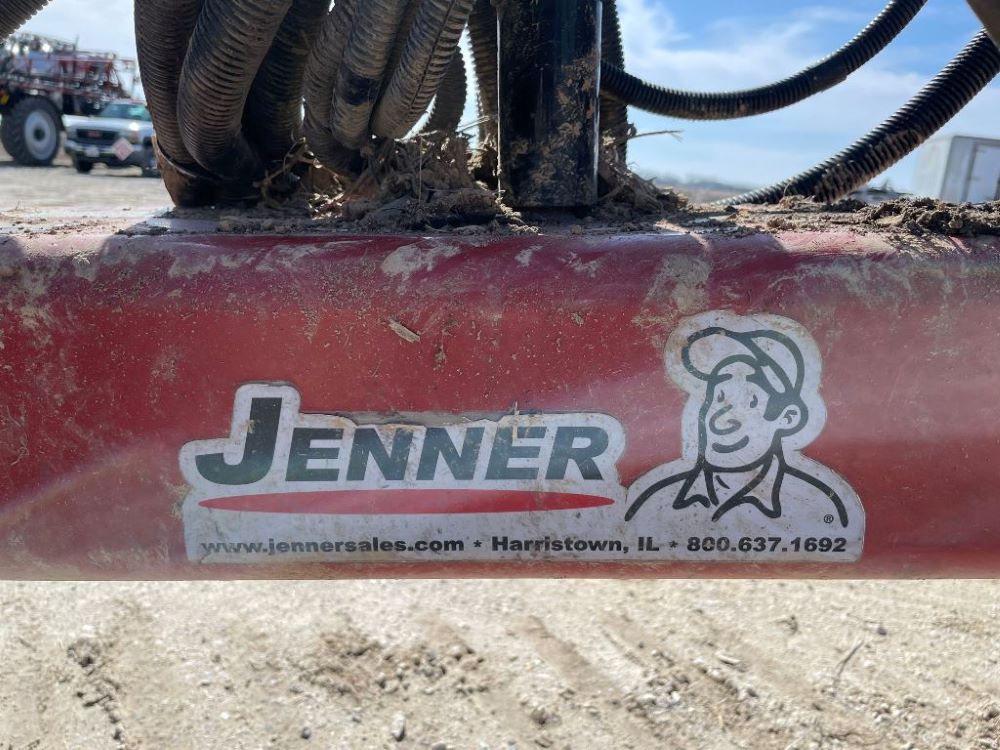 JENNER
www.jennersales.com * Harristown, IL * 800.637.1692
®